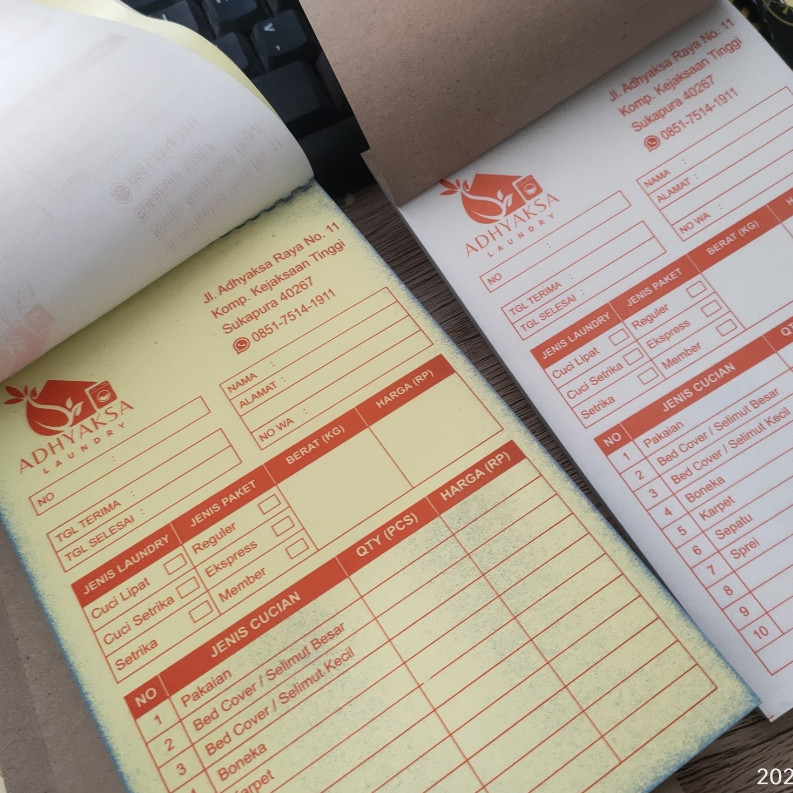 Jl. Adhyaksa Raya No. 11
Komp. Kejaksaan Tinggi
Sukapura 40267
0851-7514-1911
ADHYAKSA
LAUNDRY
NO :
TGL TERIMA :
TGL SELESAI :
NAMA :
ALAMAT :
NO WA :
JENIS LAUNDRY JENIS PAKET BERAT (KG) HARGA (RP)
Cuci Lipat Reguler
Cuci Setrika Ekspress
Setrika Member
NO JENIS CUCIAN QTY (PCS) HARGA (RP)
1 Pakaian
2 Bed Cover / Selimut Besar
3 Bed Cover / Selimut Kecil
4 Boneka
Jl. Adhyaksa Raya No. 11
Komp. Kejaksaan Tinggi
Sukapura 40267
0851-7514-1911
ADHYAKSA
LAUNDRY
NO :
TGL TERIMA :
TGL SELESAI :
NAMA :
ALAMAT :
NO WA :
JENIS LAUNDRY JENIS PAKET BERAT (KG)
Cuci Lipat Reguler
Cuci Setrika Ekspress
Setrika Member
NO JENIS CUCIAN
1 Pakaian
2 Bed Cover / Selimut Besar
3 Bed Cover / Selimut Kecil
4 Boneka
5 Karpet
6 Sepatu
7 Sprei
8
9
10